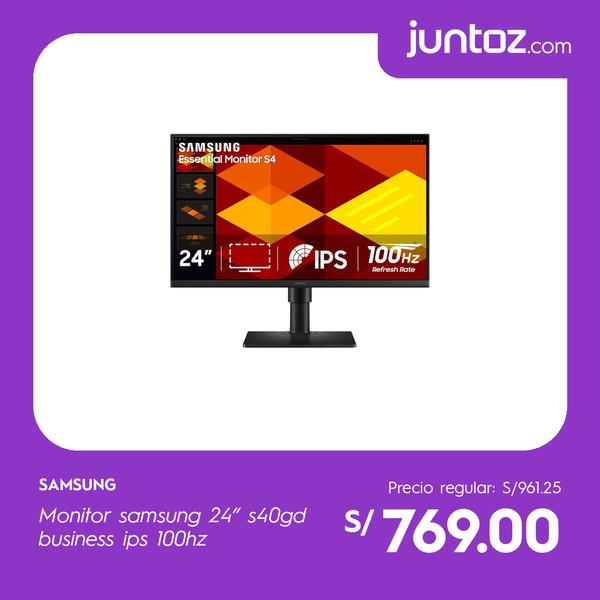 juntoz.com
SAMSUNG
Essential Monitor S4
24"
IPS
100Hz
Refresh Rate
SAMSUNG
Monitor samsung 24" s40gd
business ips 100hz
Precio regular: S/961.25
S/769.00